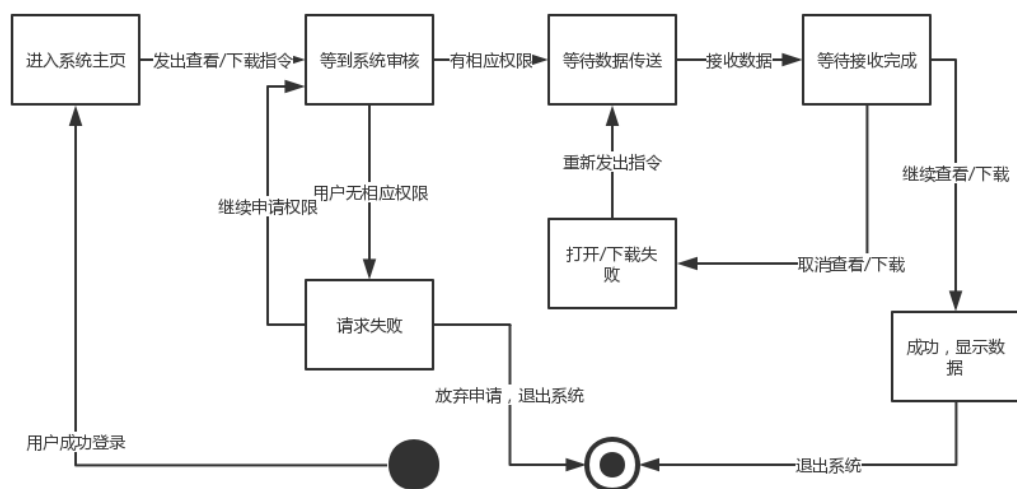 进入系统主页
发出查看/下载指令
等到系统审核
有相应权限
等待数据传送
接收数据
等待接收完成
重新发出指令
继续查看/下载
用户无相应权限
继续申请权限
打开/下载失
败
取消查看/下载
请求失败
成功，显示数
据
放弃申请，退出系统
用户成功登录
退出系统